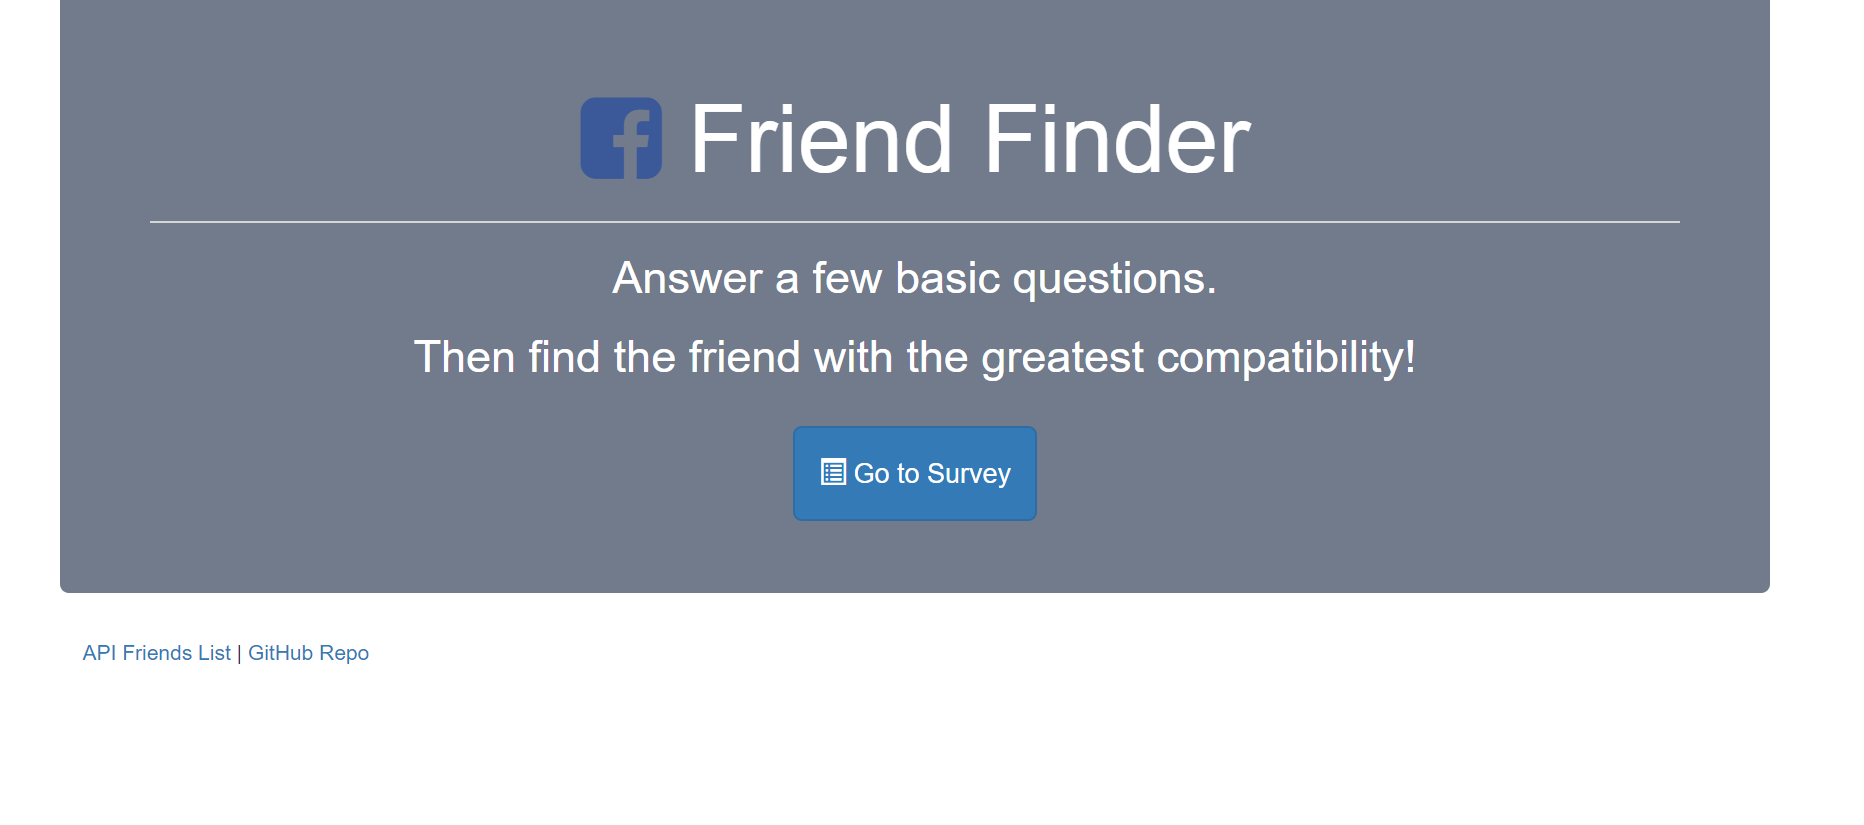 Friend Finder
Answer a few basic questions.
Then find the friend with the greatest compatibility!
Go to Survey
API Friends List | GitHub Repo